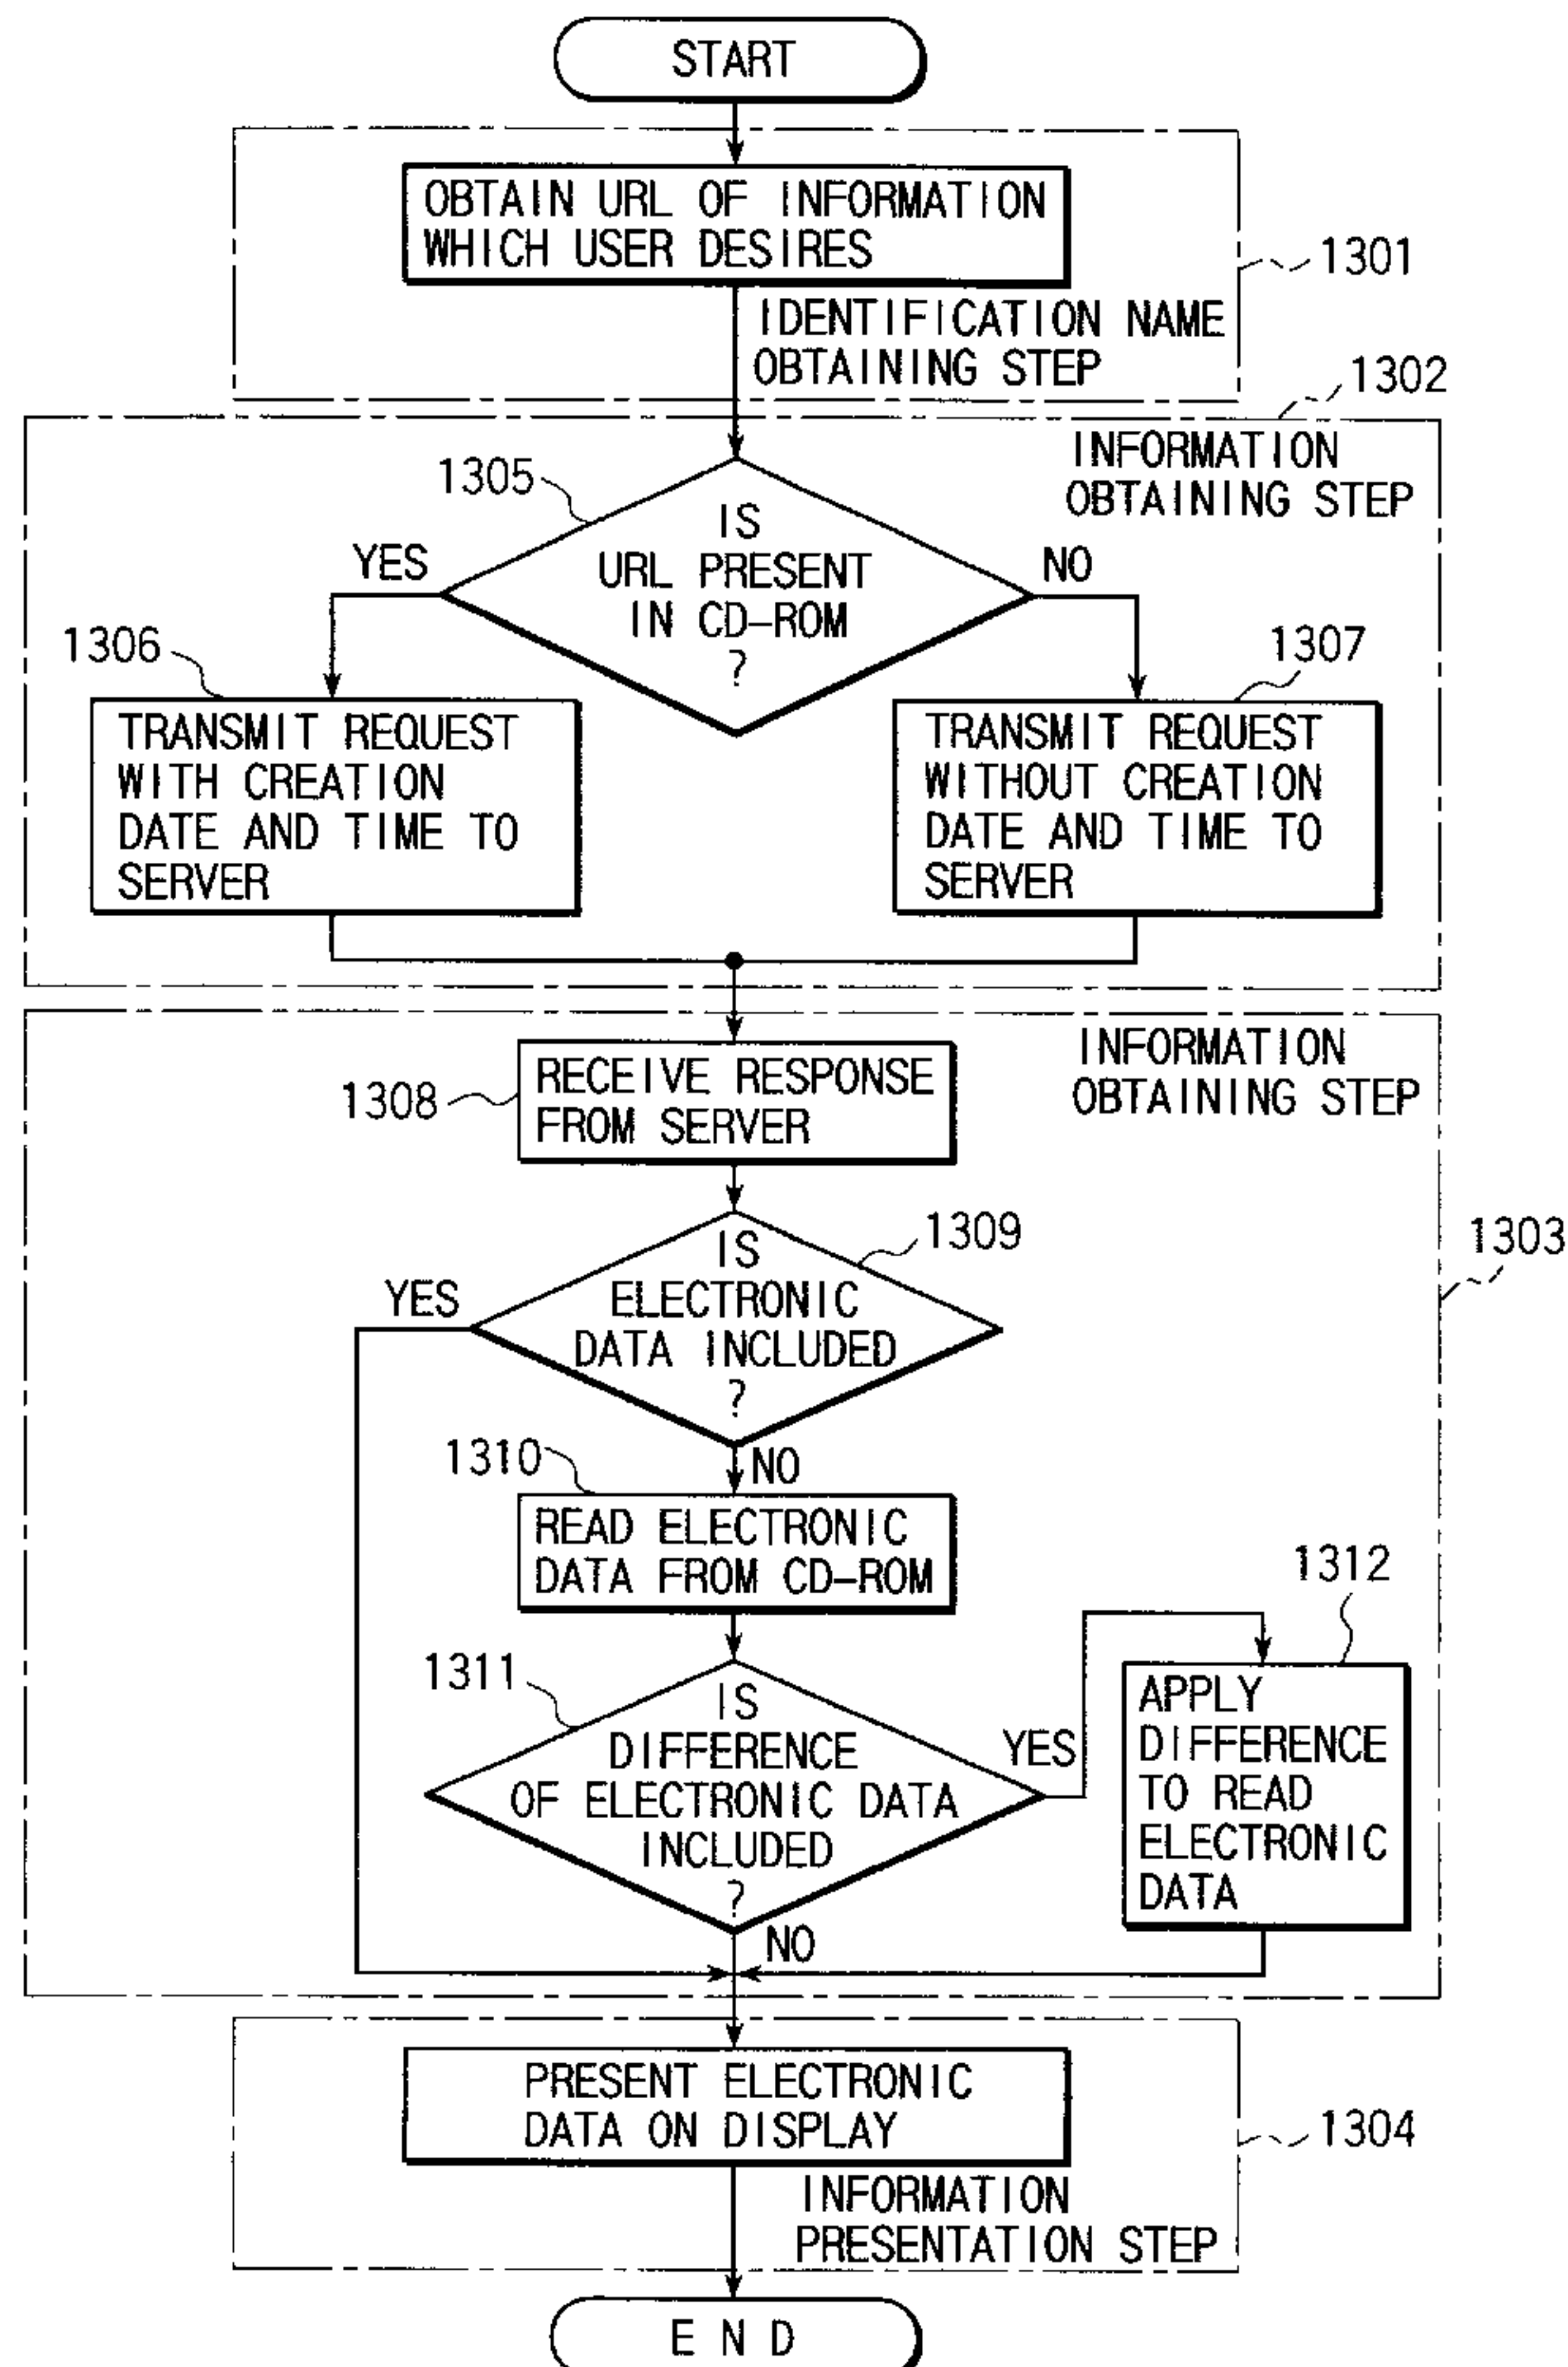 START
OBTAIN URL OF INFORMATION
WHICH USER DESIRES
1301
IDENTIFICATION NAME
OBTAINING STEP
1302
INFORMATION
OBTAINING STEP
1305
IS
URL PRESENT
IN CD-ROM
?
YES
NO
1306
TRANSMIT REQUEST
WITH CREATION
DATE AND TIME TO
SERVER
1307
TRANSMIT REQUEST
WITHOUT CREATION
DATE AND TIME TO
SERVER
INFORMATION
OBTAINING STEP
1308
RECEIVE RESPONSE
FROM SERVER
1303
1309
IS
ELECTRONIC
DATA INCLUDED
?
YES
NO
1310
READ ELECTRONIC
DATA FROM CD-ROM
1311
IS
DIFFERENCE
OF ELECTRONIC DATA
INCLUDED
?
YES
1312
APPLY
DIFFERENCE
TO READ
ELECTRONIC
DATA
NO
PRESENT ELECTRONIC
DATA ON DISPLAY
1304
INFORMATION
PRESENTATION STEP
END